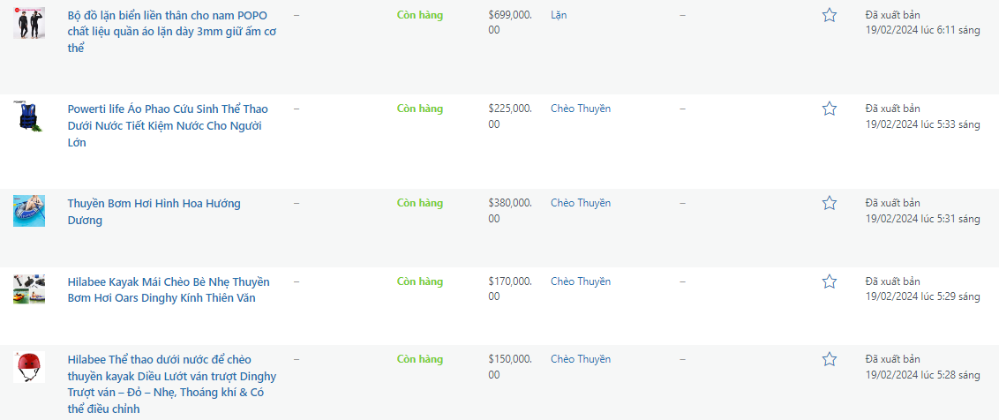 Bộ đồ lặn biển liền thân cho nam POPO
chất liệu quần áo lặn dày 3mm giữ ấm cơ
thể
–
Còn hàng
$699,000.
00
Lặn
–
Đã xuất bản
19/02/2024 lúc 6:11 sáng
Powerti life Áo Phao Cứu Sinh Thể Thao
Dưới Nước Tiết Kiệm Nước Cho Người
Lớn
–
Còn hàng
$225,000.
00
Chèo Thuyền
–
Đã xuất bản
19/02/2024 lúc 5:33 sáng
Thuyền Bơm Hơi Hình Hoa Hướng
Dương
–
Còn hàng
$380,000.
00
Chèo Thuyền
–
Đã xuất bản
19/02/2024 lúc 5:31 sáng
Hilabee Kayak Mái Chèo Bè Nhẹ Thuyền
Bơm Hơi Oars Dinghy Kính Thiên Văn
–
Còn hàng
$170,000.
00
Chèo Thuyền
–
Đã xuất bản
19/02/2024 lúc 5:29 sáng
Hilabee Thể thao dưới nước để chèo
thuyền kayak Diều Lướt ván trượt Dinghy
Trượt ván – Đỏ – Nhẹ, Thoáng khí & Có
thể điều chỉnh
–
Còn hàng
$150,000.
00
Chèo Thuyền
–
Đã xuất bản
19/02/2024 lúc 5:28 sáng